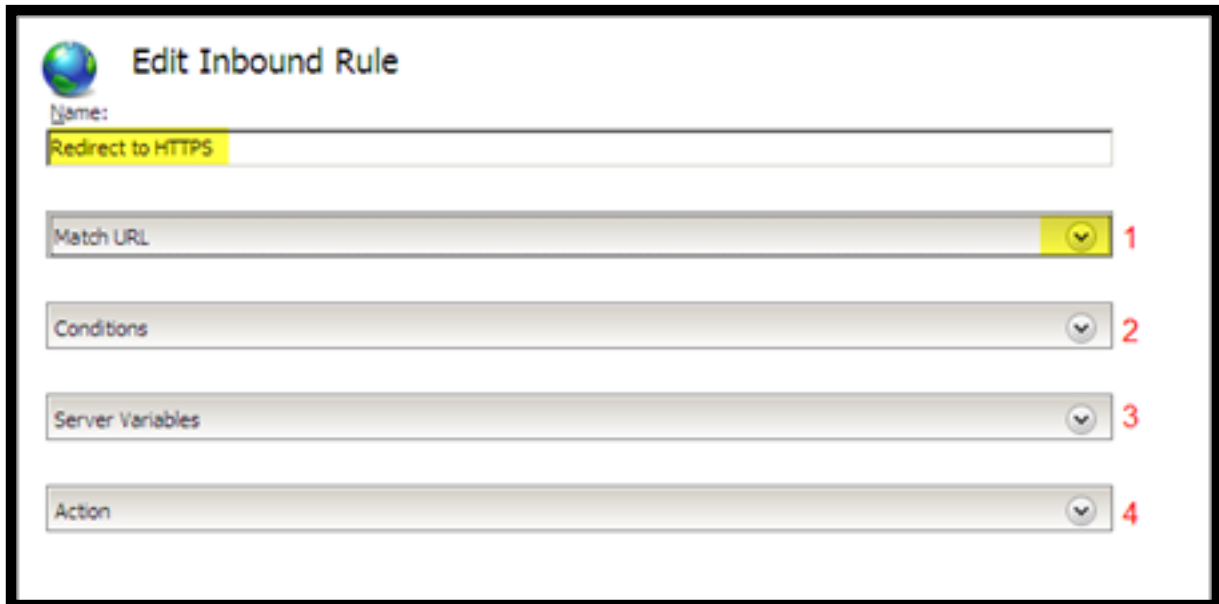 Edit Inbound Rule
Name:
Redirect to HTTPS
Match URL 1
Conditions 2
Server Variables 3
Action 4